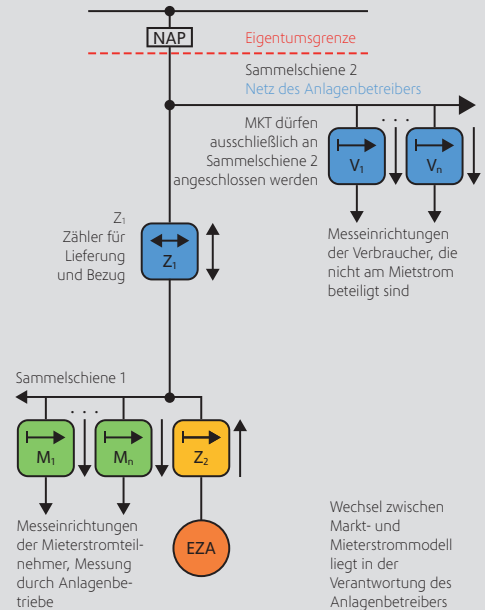 NAP
Eigentumsgrenze
Sammelschiene 2
Netz des Anlagenbetreibers
MKT dürfen
ausschließlich an
Sammelschiene 2
angeschlossen werden
. . .
V₁
Vₙ
Messeinrichtungen
der Verbraucher, die
nicht am Mietstrom
beteiligt sind
Z₁
Zähler für
Lieferung
und Bezug
Z₁
Sammelschiene 1
. . .
M₁
Mₙ
Z₂
Messeinrichtungen
der Mieterstromteil-
nehmer, Messung
durch Anlagenbe-
triebe
EZA
Wechsel zwischen
Markt- und
Mieterstrommodell
liegt in der
Verantwortung des
Anlagenbetreibers